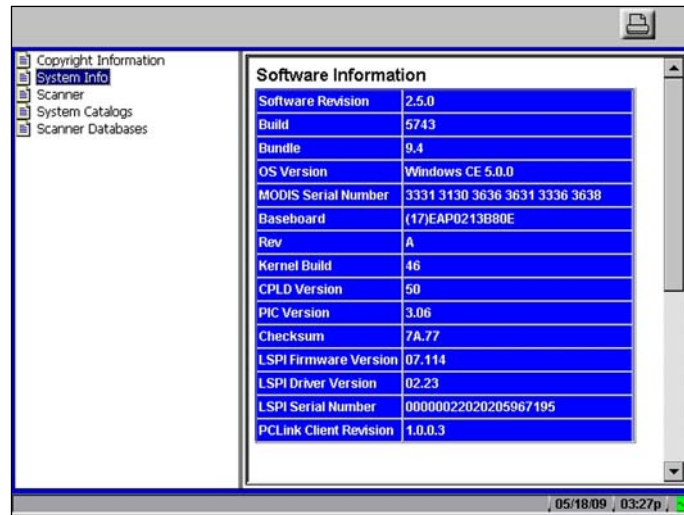 Copyright Information
System Info
Scanner
System Catalogs
Scanner Databases
Software Information
Software Revision 2.5.0
Build 5743
Bundle 9.4
OS Version Windows CE 5.0.0
MODIS Serial Number 3331 3130 3636 3631 3336 3638
Baseboard (17)EAP0213B80E
Rev A
Kernel Build 46
CPLD Version 50
PIC Version 3.06
Checksum 7A.77
LSPI Firmware Version 07.114
LSPI Driver Version 02.23
LSPI Serial Number 00000022020205967195
PCLink Client Revision 1.0.0.3
05/18/09 03:27p